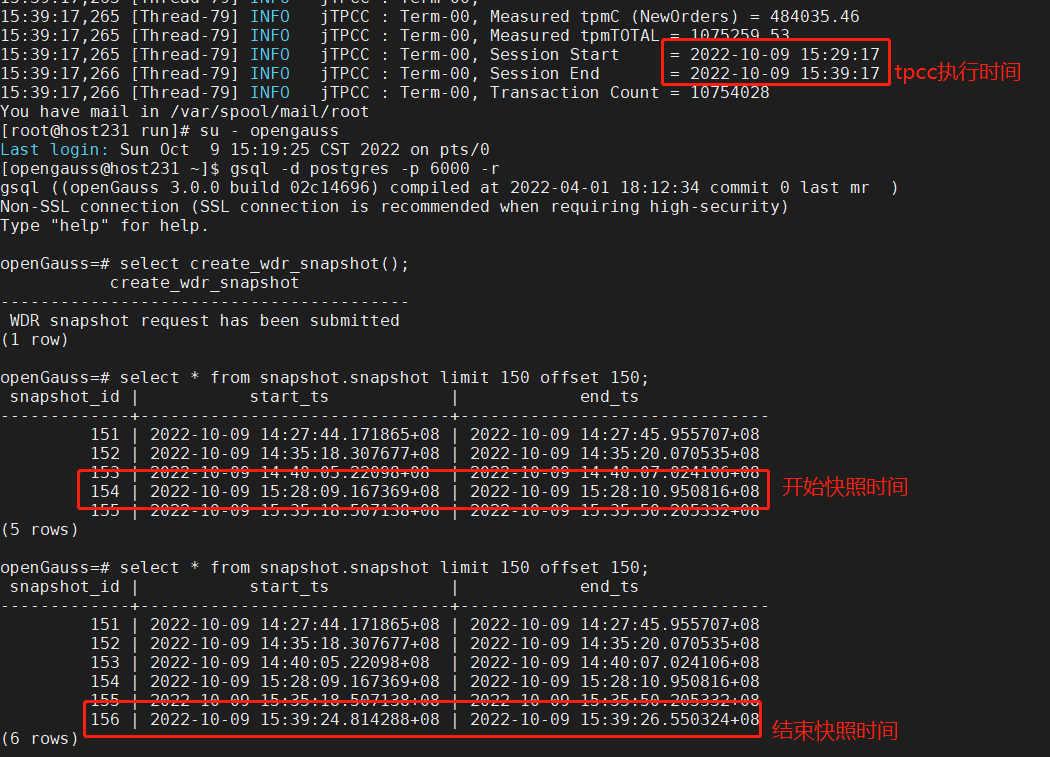 15:39:17,265 [Thread-79] INFO   jTPCC : Term-00,
15:39:17,265 [Thread-79] INFO   jTPCC : Term-00, Measured tpmC (NewOrders) = 484035.46
15:39:17,265 [Thread-79] INFO   jTPCC : Term-00, Measured tpmTOTAL = 1075259.53
15:39:17,265 [Thread-79] INFO   jTPCC : Term-00, Session Start     = 2022-10-09 15:29:17
15:39:17,266 [Thread-79] INFO   jTPCC : Term-00, Session End       = 2022-10-09 15:39:17
tpcc执行时间
15:39:17,266 [Thread-79] INFO   jTPCC : Term-00, Transaction Count = 10754028
You have mail in /var/spool/mail/root
[root@host231 run]# su - opengauss
Last login: Sun Oct  9 15:19:25 CST 2022 on pts/0
[opengauss@host231 ~]$ gsql -d postgres -p 6000 -r
gsql ((openGauss 3.0.0 build 02c14696) compiled at 2022-04-01 18:12:34 commit 0 last mr  )
Non-SSL connection (SSL connection is recommended when requiring high-security)
Type "help" for help.
openGauss=# select create_wdr_snapshot();
create_wdr_snapshot
-----------------------------------------
WDR snapshot request has been submitted
(1 row)
openGauss=# select * from snapshot.snapshot limit 150 offset 150;
snapshot_id |           start_ts            |            end_ts
-------------+-------------------------------+-------------------------------
151 | 2022-10-09 14:27:44.171865+08 | 2022-10-09 14:27:45.955707+08
152 | 2022-10-09 14:35:18.307677+08 | 2022-10-09 14:35:20.070535+08
153 | 2022-10-09 14:40:05.22098+08  | 2022-10-09 14:40:07.024106+08
154 | 2022-10-09 15:28:09.167369+08 | 2022-10-09 15:28:10.950816+08
开始快照时间
155 | 2022-10-09 15:35:18.507138+08 | 2022-10-09 15:35:50.205332+08
(5 rows)
openGauss=# select * from snapshot.snapshot limit 150 offset 150;
snapshot_id |           start_ts            |            end_ts
-------------+-------------------------------+-------------------------------
151 | 2022-10-09 14:27:44.171865+08 | 2022-10-09 14:27:45.955707+08
152 | 2022-10-09 14:35:18.307677+08 | 2022-10-09 14:35:20.070535+08
153 | 2022-10-09 14:40:05.22098+08  | 2022-10-09 14:40:07.024106+08
154 | 2022-10-09 15:28:09.167369+08 | 2022-10-09 15:28:10.950816+08
155 | 2022-10-09 15:35:18.507138+08 | 2022-10-09 15:35:50.205332+08
156 | 2022-10-09 15:39:24.814288+08 | 2022-10-09 15:39:26.550324+08
结束快照时间
(6 rows)